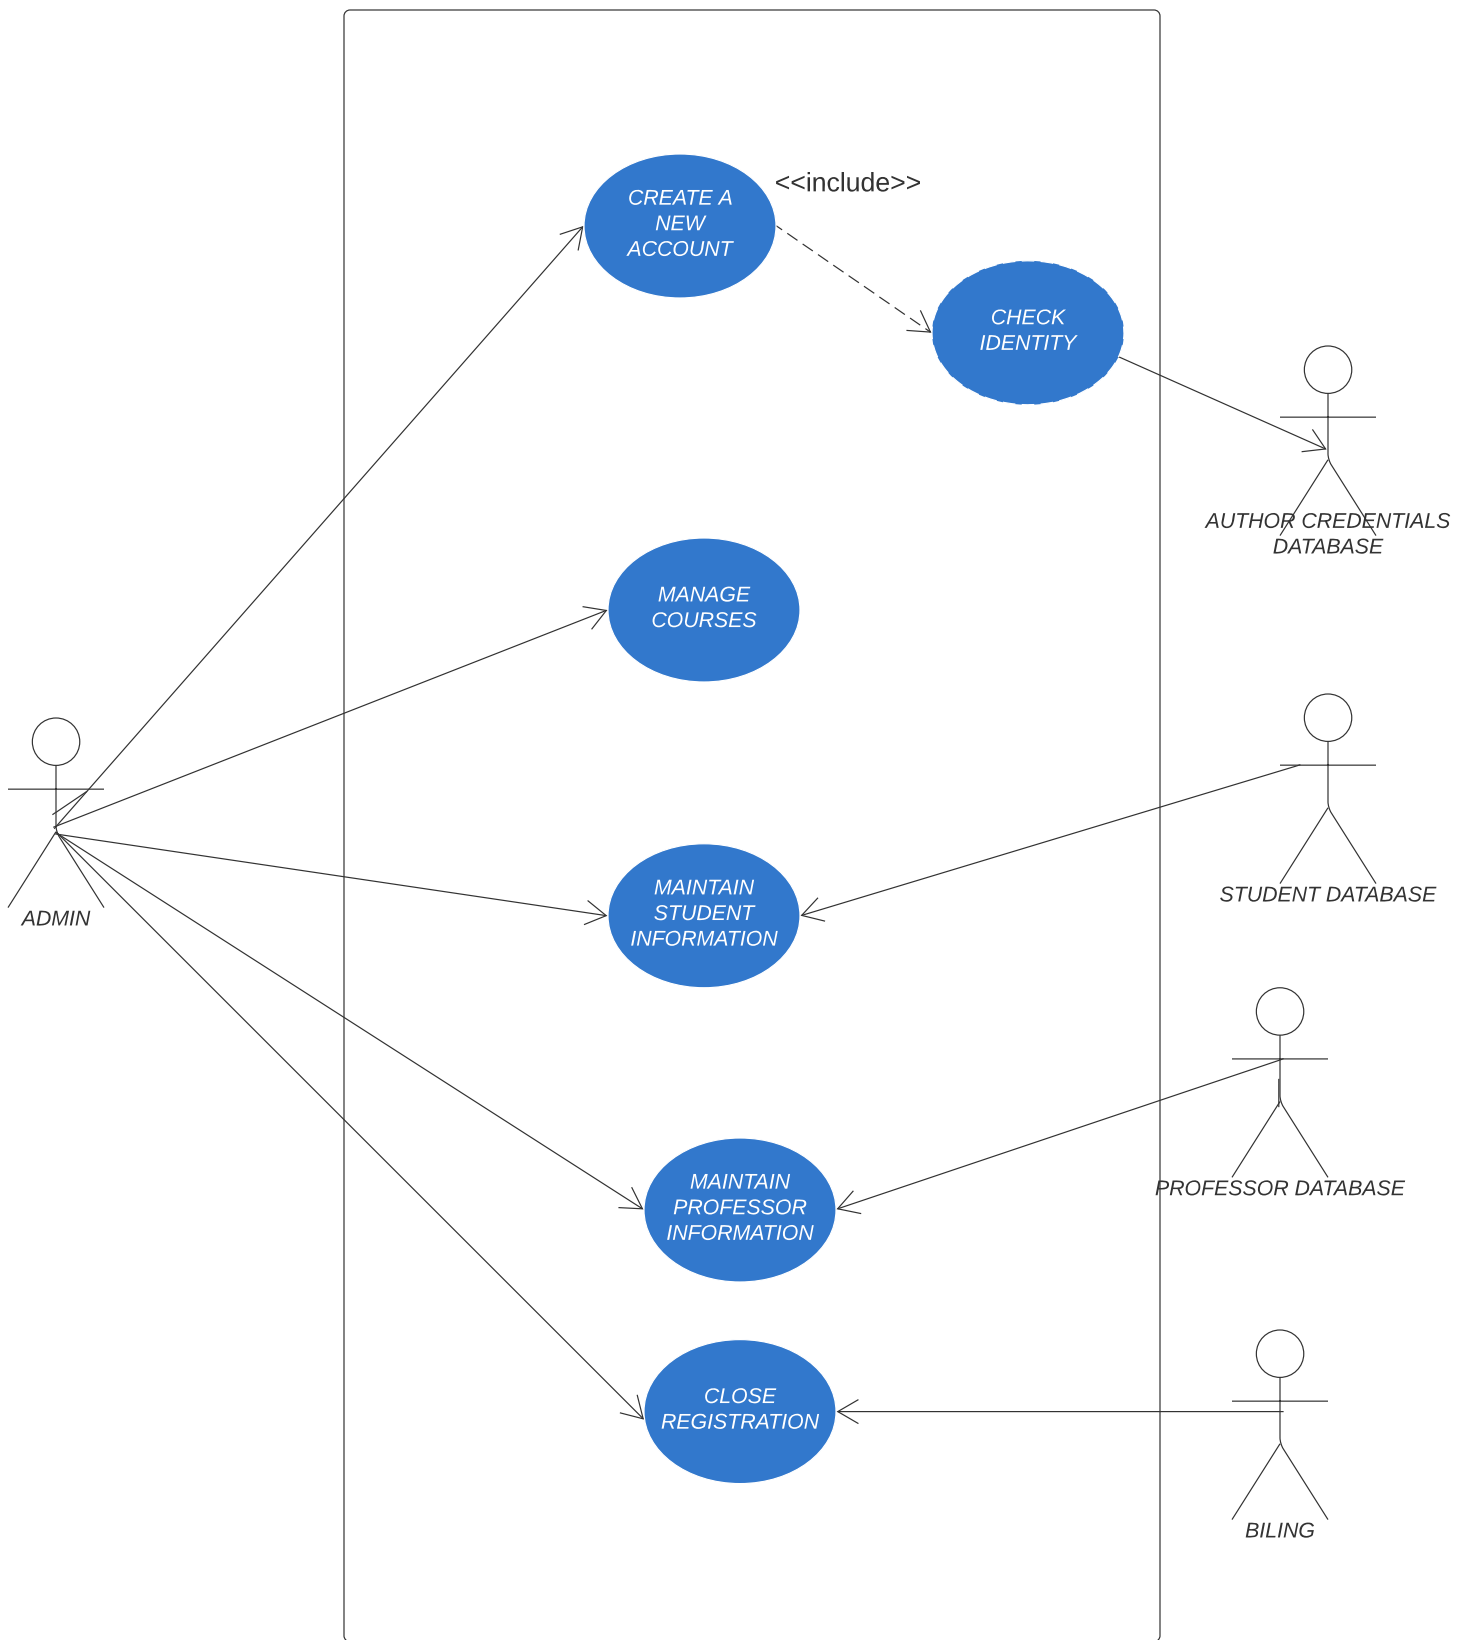 CREATE A
NEW
ACCOUNT
<<include>>
CHECK
IDENTITY
AUTHOR CREDENTIALS
DATABASE
MANAGE
COURSES
ADMIN
MAINTAIN
STUDENT
INFORMATION
STUDENT DATABASE
MAINTAIN
PROFESSOR
INFORMATION
PROFESSOR DATABASE
CLOSE
REGISTRATION
BILING